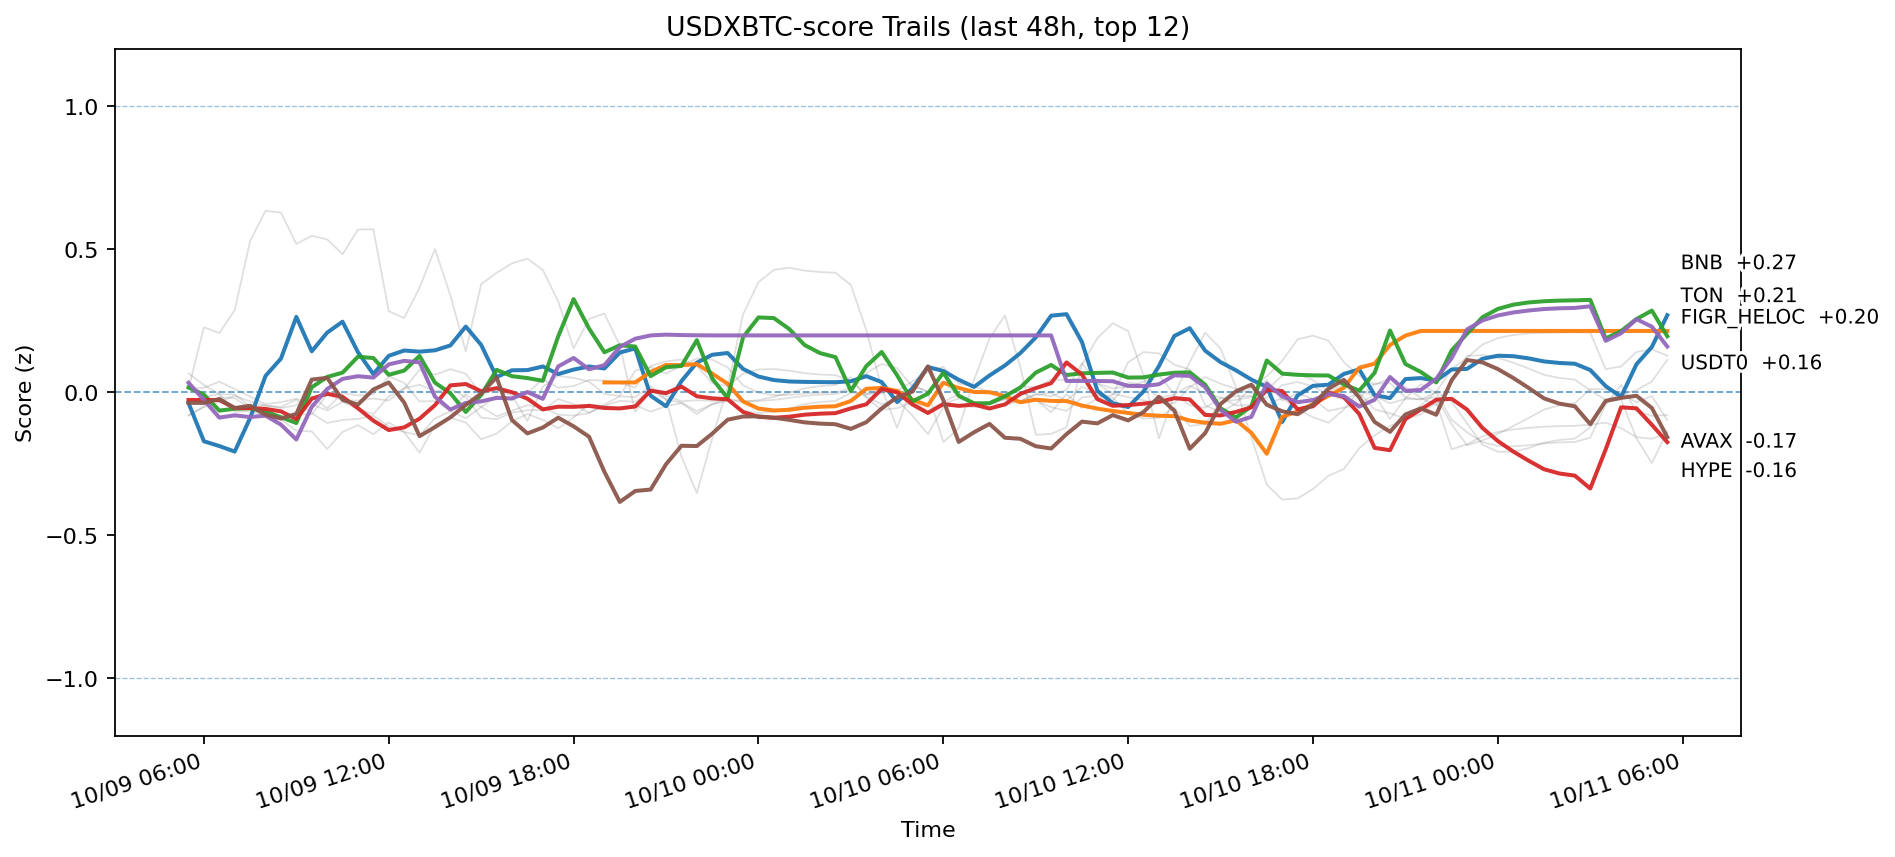 USDXBTC-score Trails (last 48h, top 12)
Score (z)
1.0
0.5
0.0
−0.5
−1.0
BNB +0.27
TON +0.21
FIGR_HELOC +0.20
USDT0 +0.16
AVAX -0.17
HYPE -0.16
10/09 06:00
10/09 12:00
10/09 18:00
10/10 00:00
10/10 06:00
10/10 12:00
10/10 18:00
10/11 00:00
10/11 06:00
Time